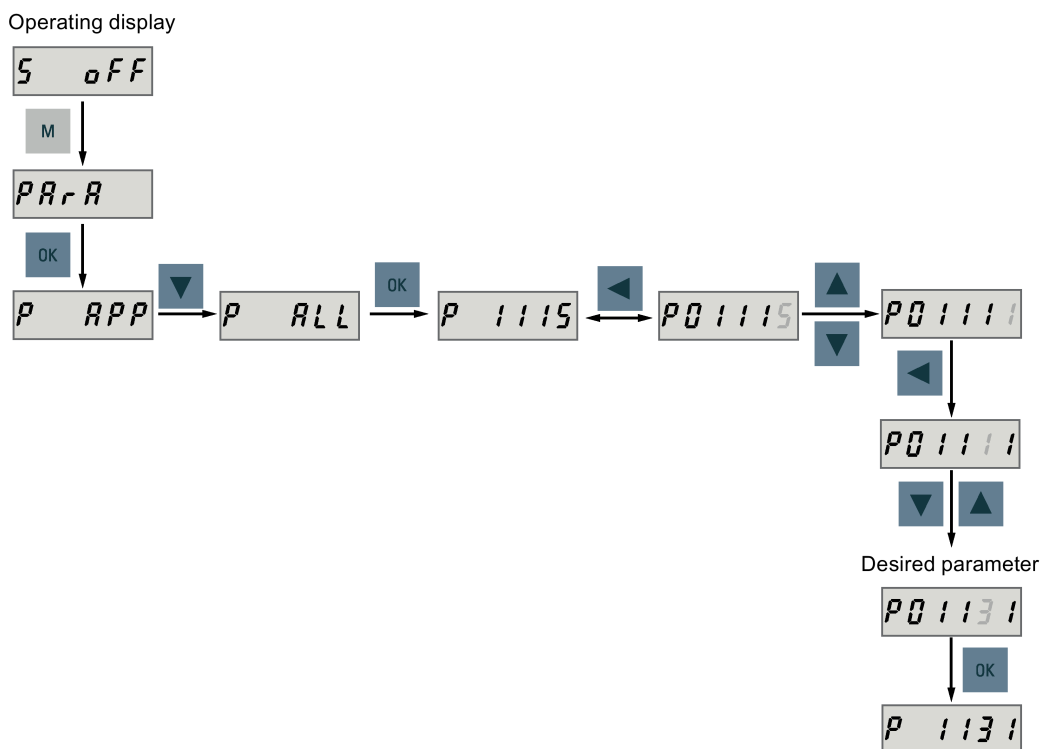 Operating display
S oFF
M
PArA
OK
P APP
P ALL
OK
P 1115
P01115
P01111
P01111
Desired parameter
P01131
OK
P 1131